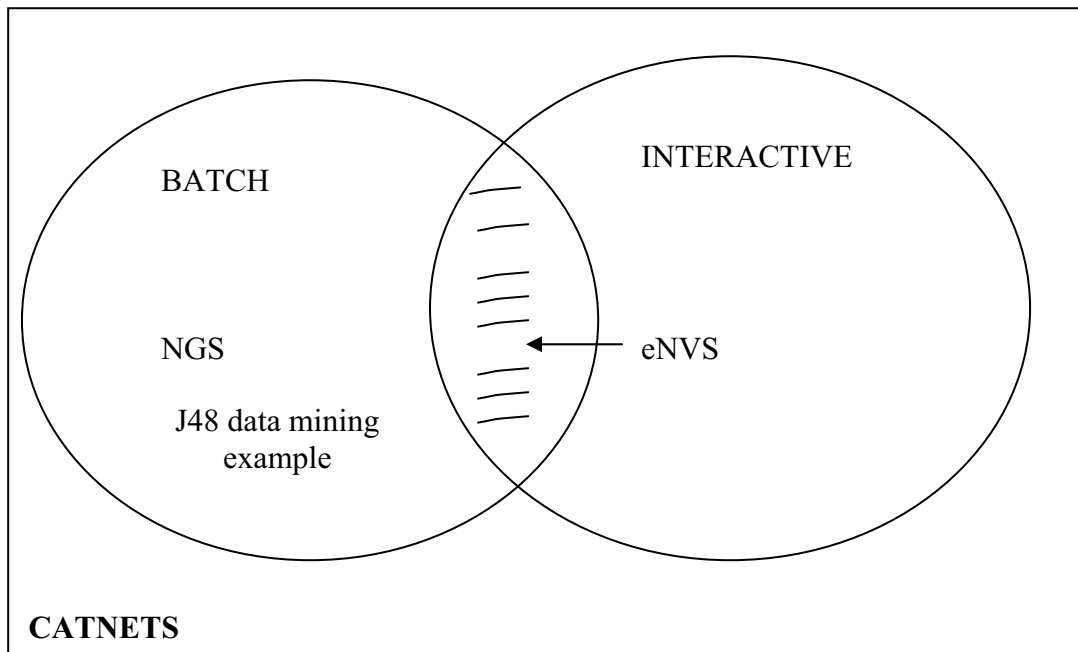 BATCH
INTERACTIVE
NGS
eNVS
J48 data mining
example
CATNETS